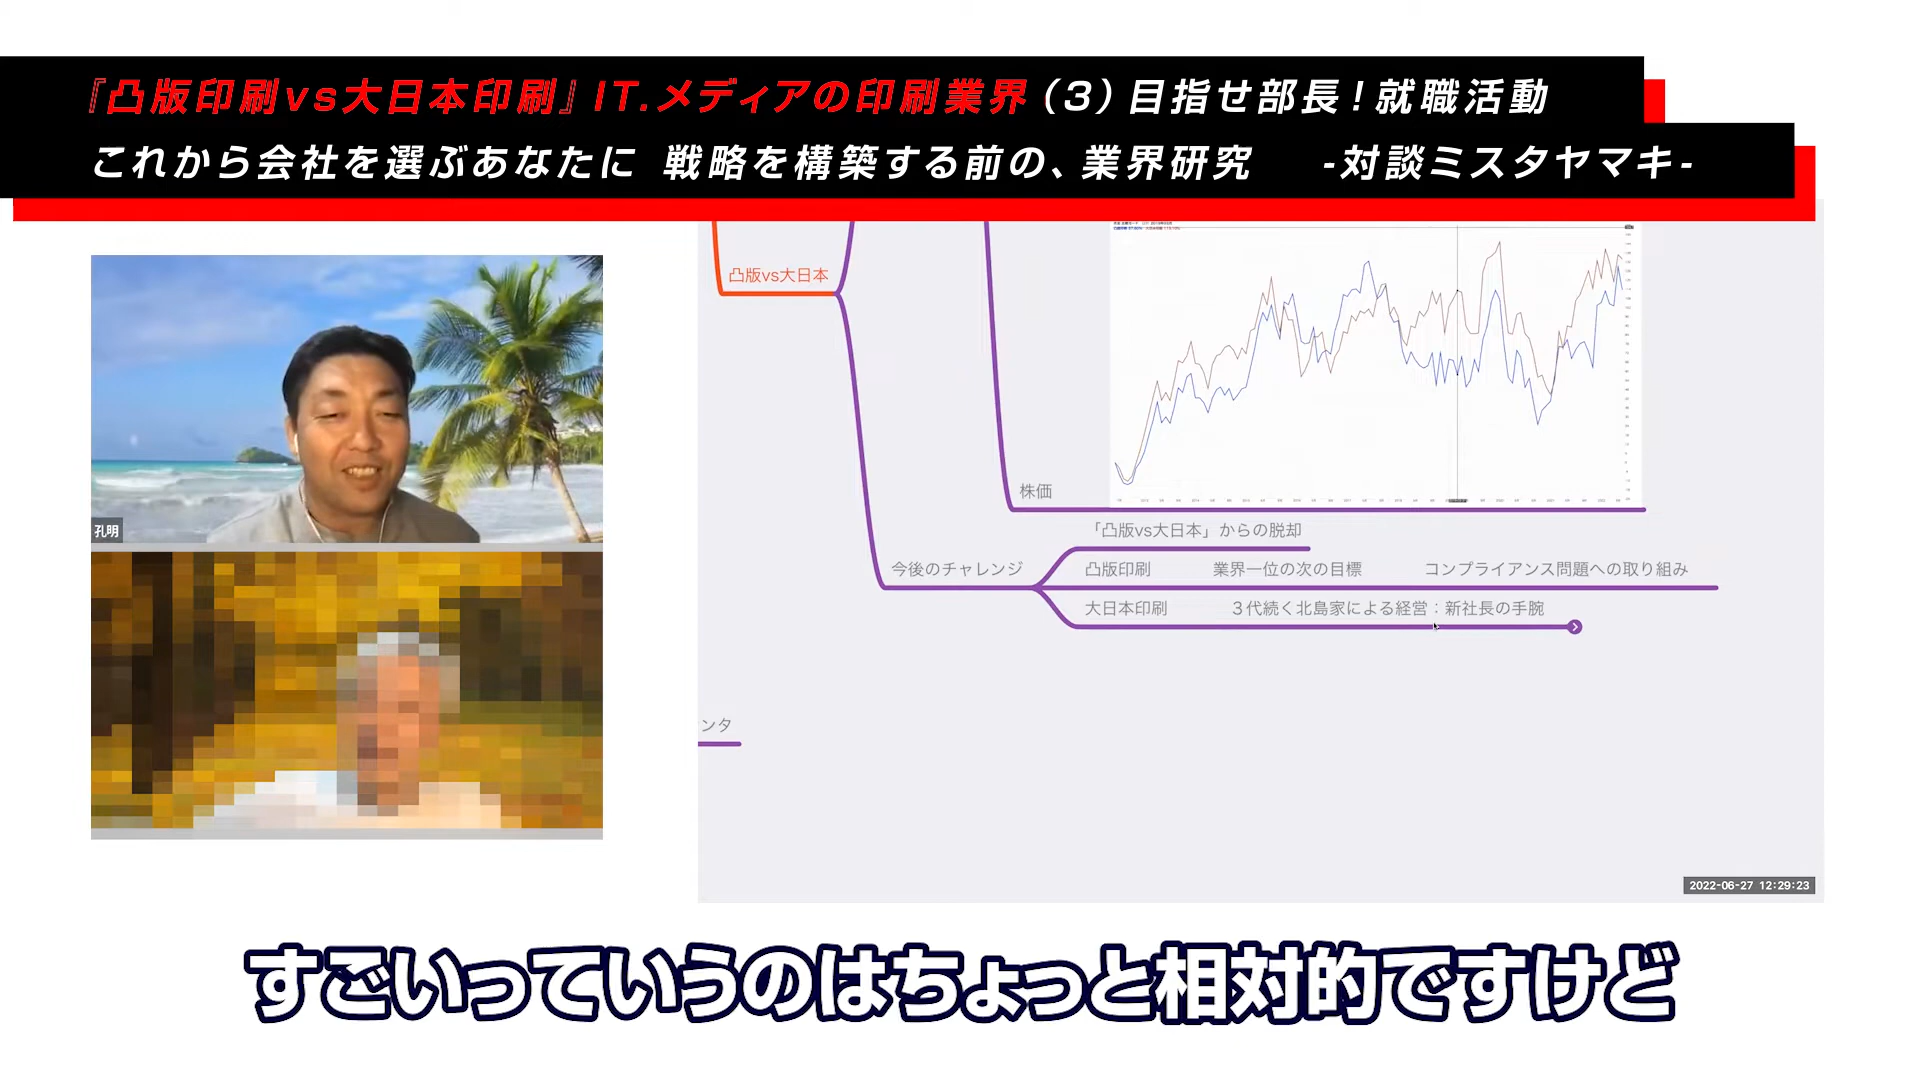 『凸版印刷vs大日本印刷』IT.メディアの印刷業界（3）目指せ部長！就職活動
これから会社を選ぶあなたに 戦略を構築する前の、業界研究 -対談ミスタヤマキ-
凸版vs大日本
孔明
株価
「凸版vs大日本」からの脱却
今後のチャレンジ
凸版印刷 業界一位の次の目標 コンプライアンス問題への取り組み
大日本印刷 ３代続く北島家による経営：新社長の手腕
ンタ
2022-06-27 12:29:23
すごいっていうのはちょっと相対的ですけど